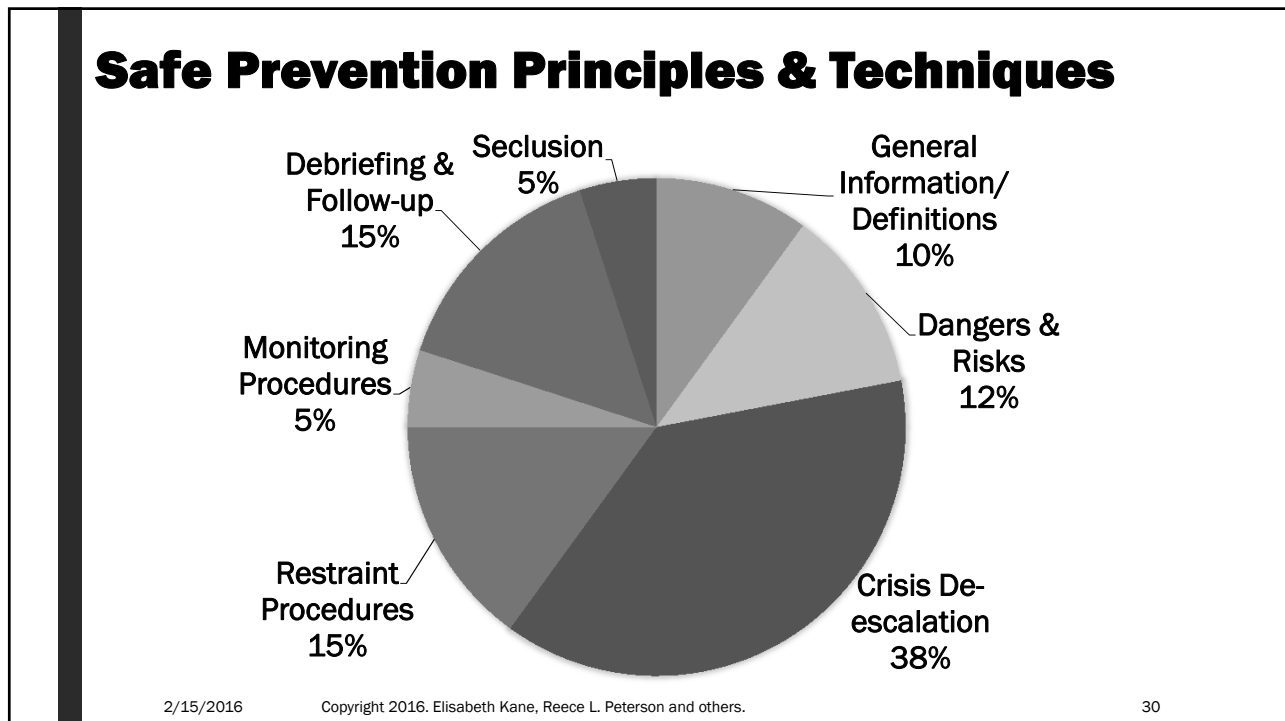 Safe Prevention Principles & Techniques
Seclusion
5%
General
Information/
Definitions
10%
Dangers &
Risks
12%
Crisis De-
escalation
38%
Restraint
Procedures
15%
Monitoring
Procedures
5%
Debriefing &
Follow-up
15%
2/15/2016
Copyright 2016. Elisabeth Kane, Reece L. Peterson and others.
30